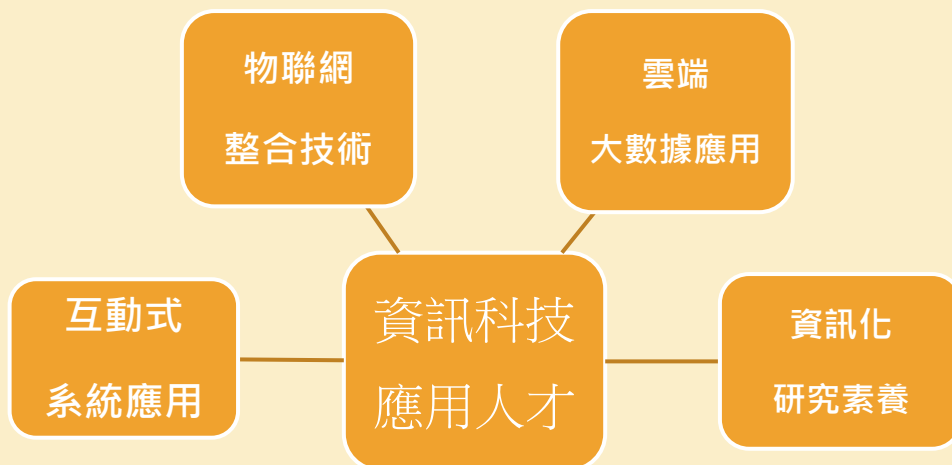 物聯網
整合技術
雲端
大數據應用
互動式
系統應用
資訊科技
應用人才
資訊化
研究素養